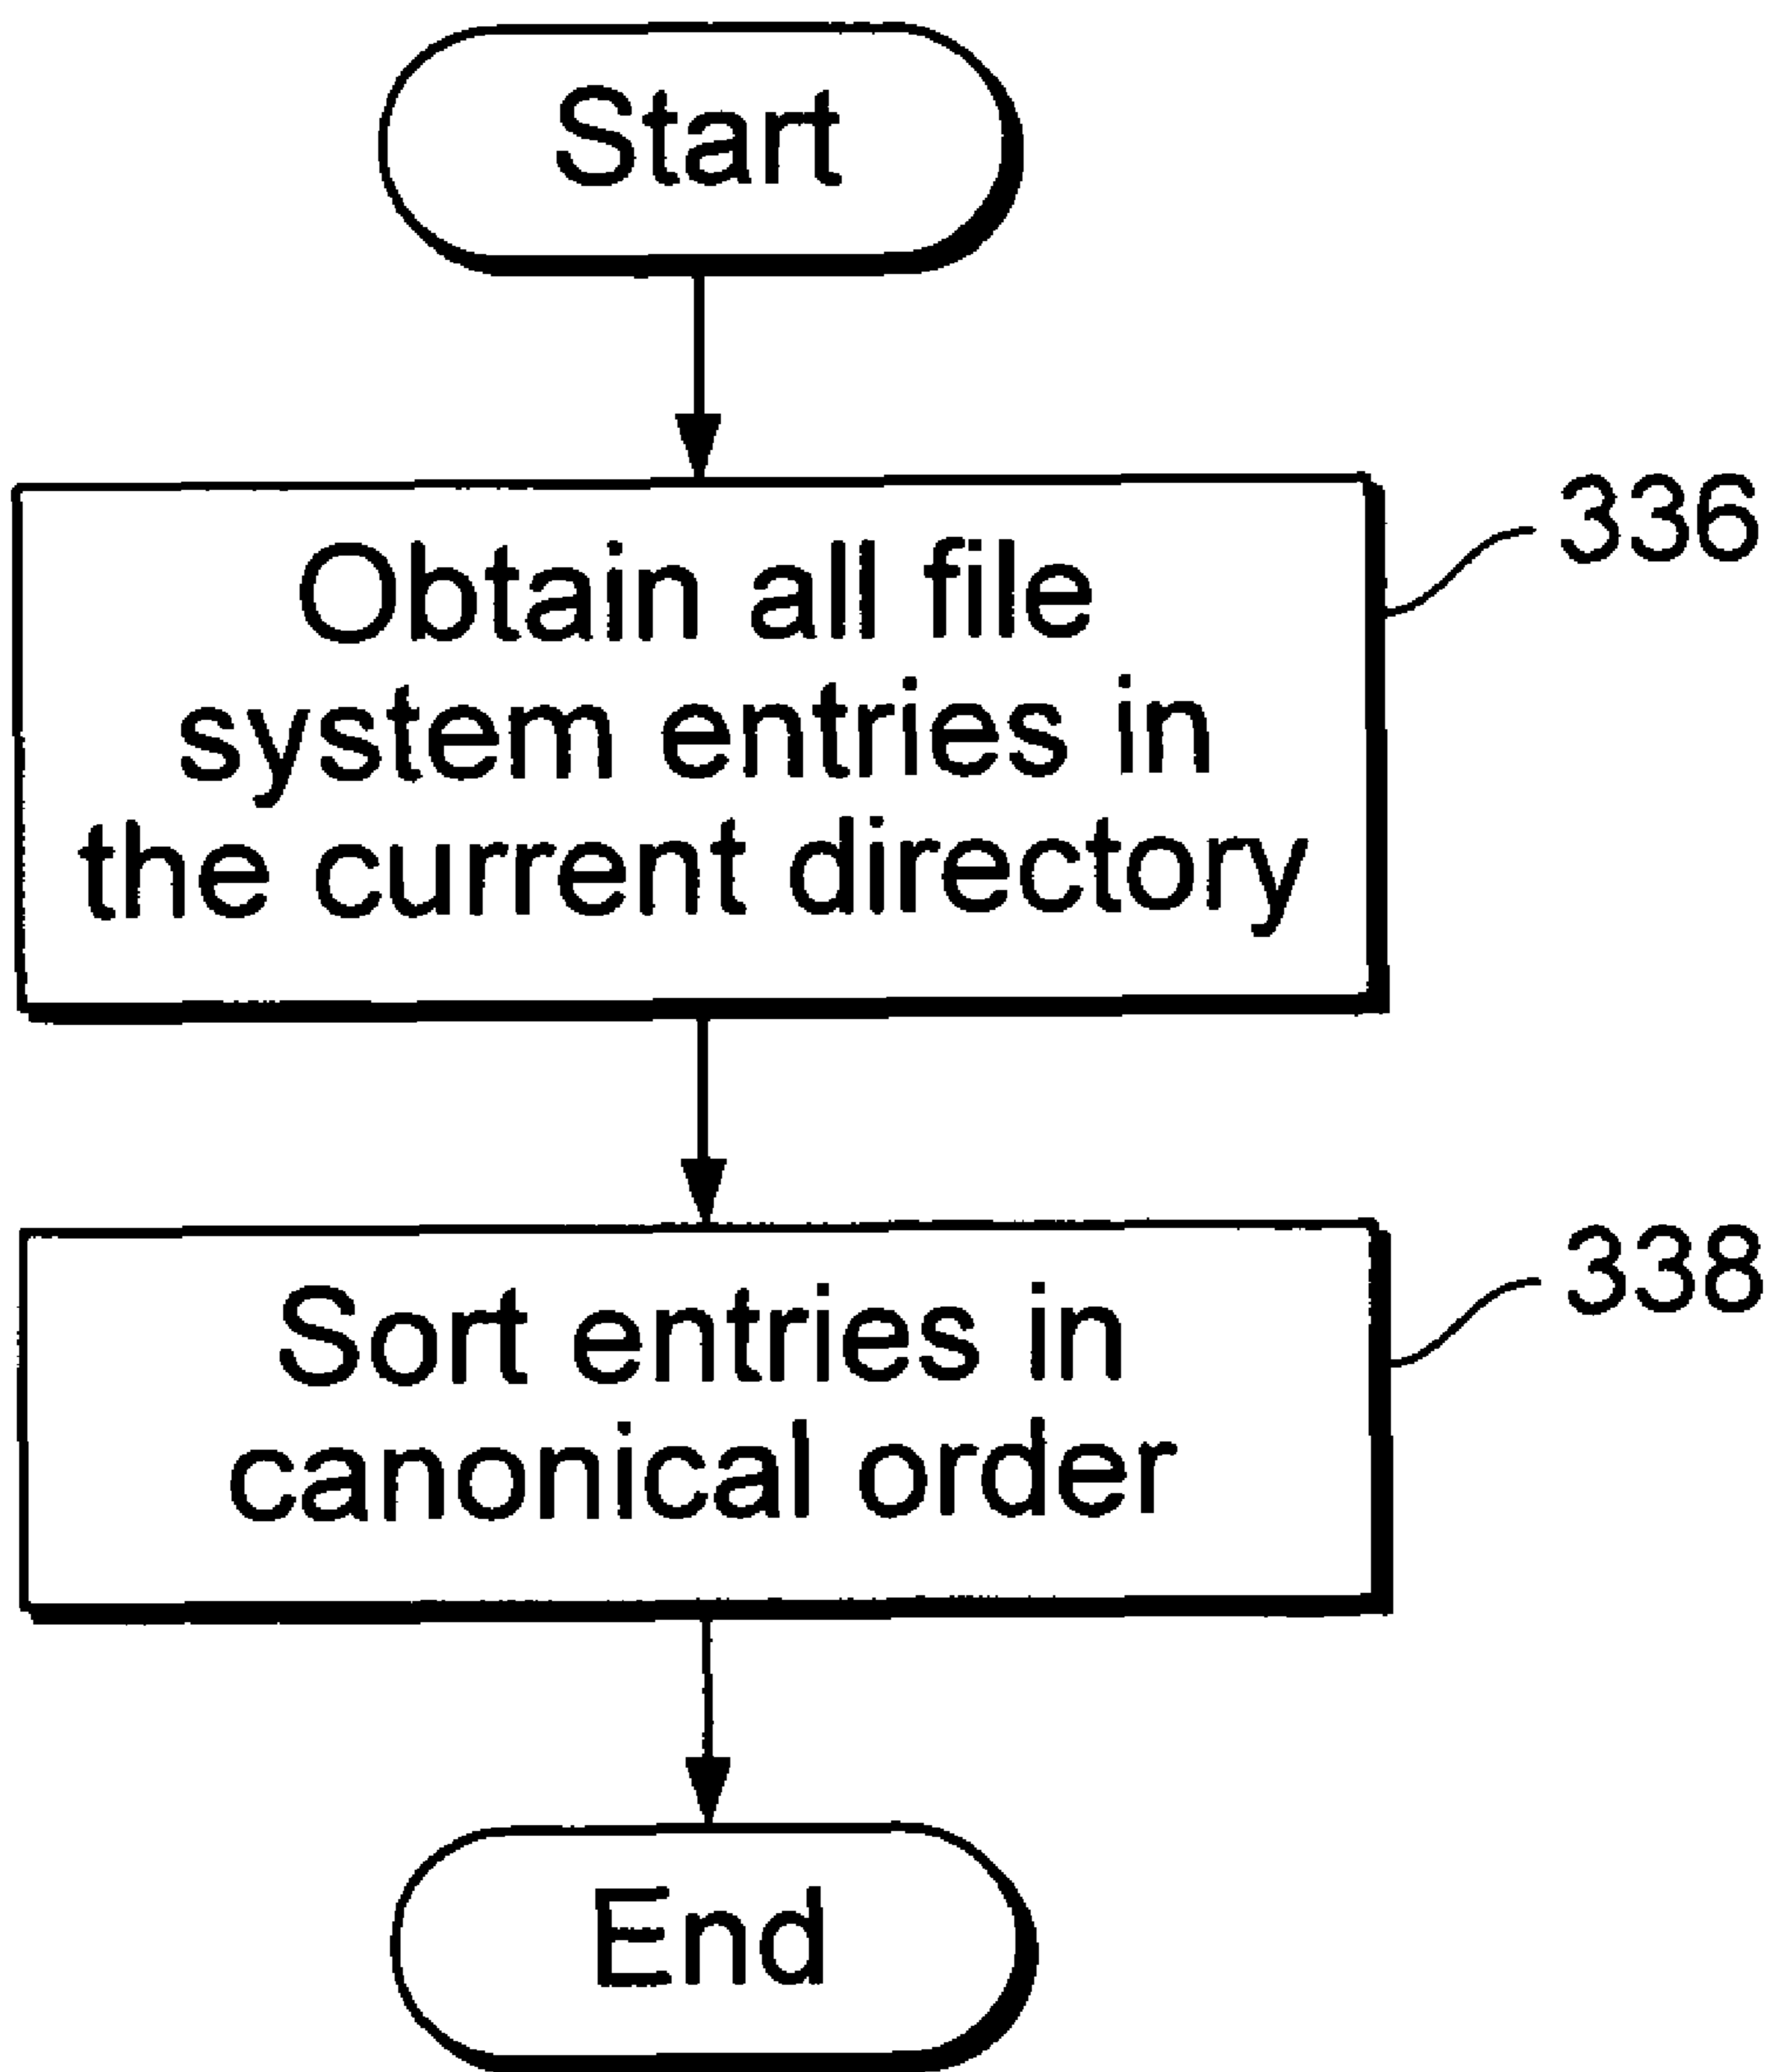 Start
336
Obtain all file
system entries in
the current directory
338
Sort entries in
canonical order
End